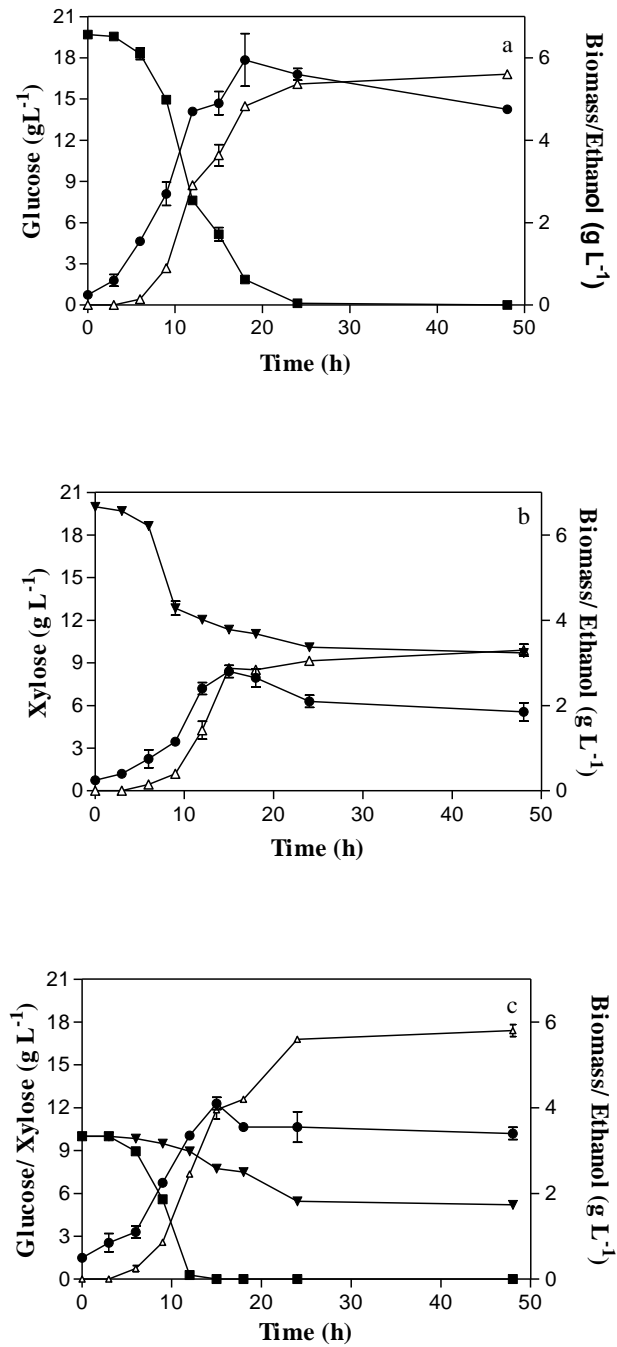 a
21
18
15
12
9
6
3
0
Glucose (gL-1)
6
4
2
0
Biomass/Ethanol (g L-1)
0 10 20 30 40 50
Time (h)
b
21
18
15
12
9
6
3
0
Xylose (g L-1)
6
4
2
0
Biomass/ Ethanol (g L-1)
0 10 20 30 40 50
Time (h)
c
21
18
15
12
9
6
3
0
Glucose/ Xylose (g L-1)
6
4
2
0
Biomass/ Ethanol (g L-1)
0 10 20 30 40 50
Time (h)